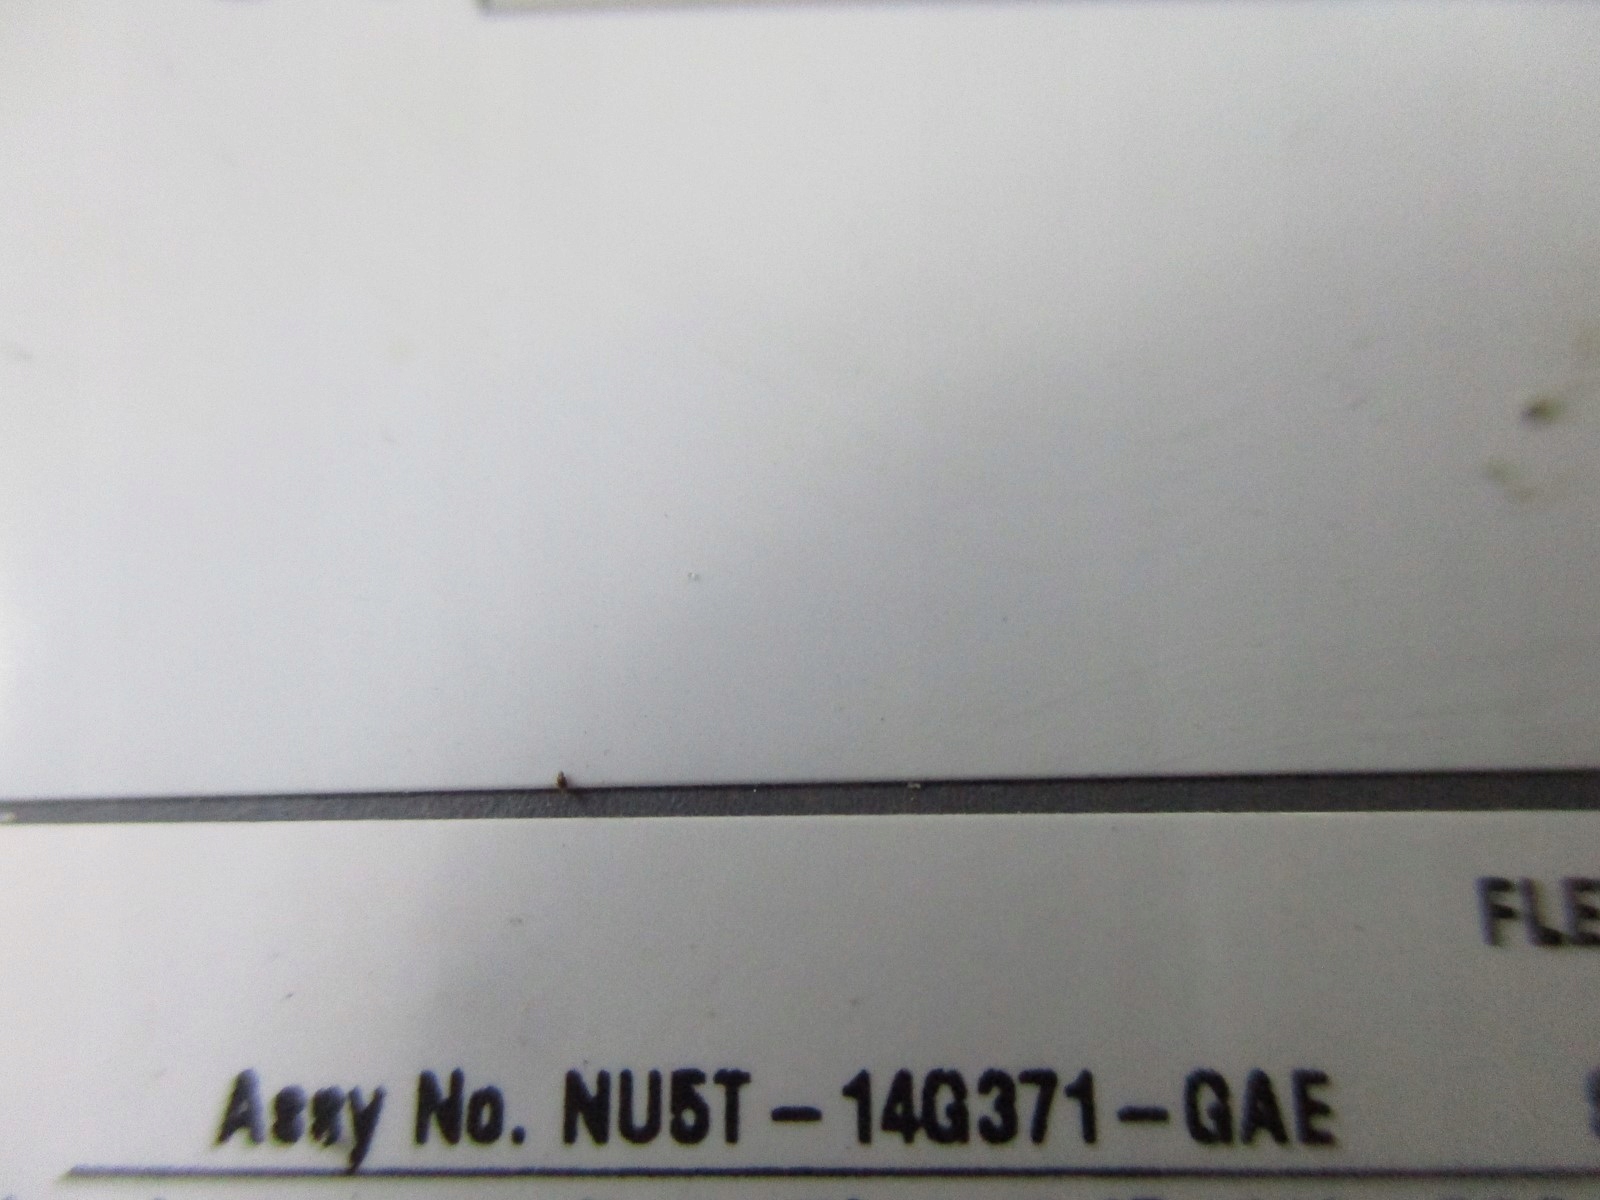 FLE
Assy No. NU5T-14G371-GAE